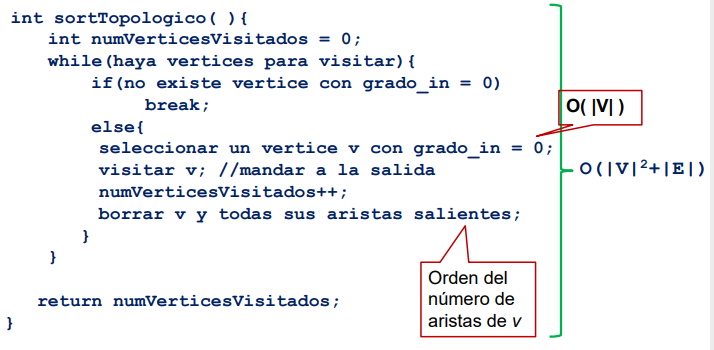 int sortTopologico( ){
int numVerticesVisitados = 0;
while(haya vertices para visitar){
if(no existe vertice con grado_in = 0)
break;
else{
seleccionar un vertice v con grado_in = 0;
visitar v; //mandar a la salida
numVerticesVisitados++;
borrar v y todas sus aristas salientes;
}
}
return numVerticesVisitados;
}
O( |V| )
O(|V|²+|E|)
Orden del
número de
aristas de v